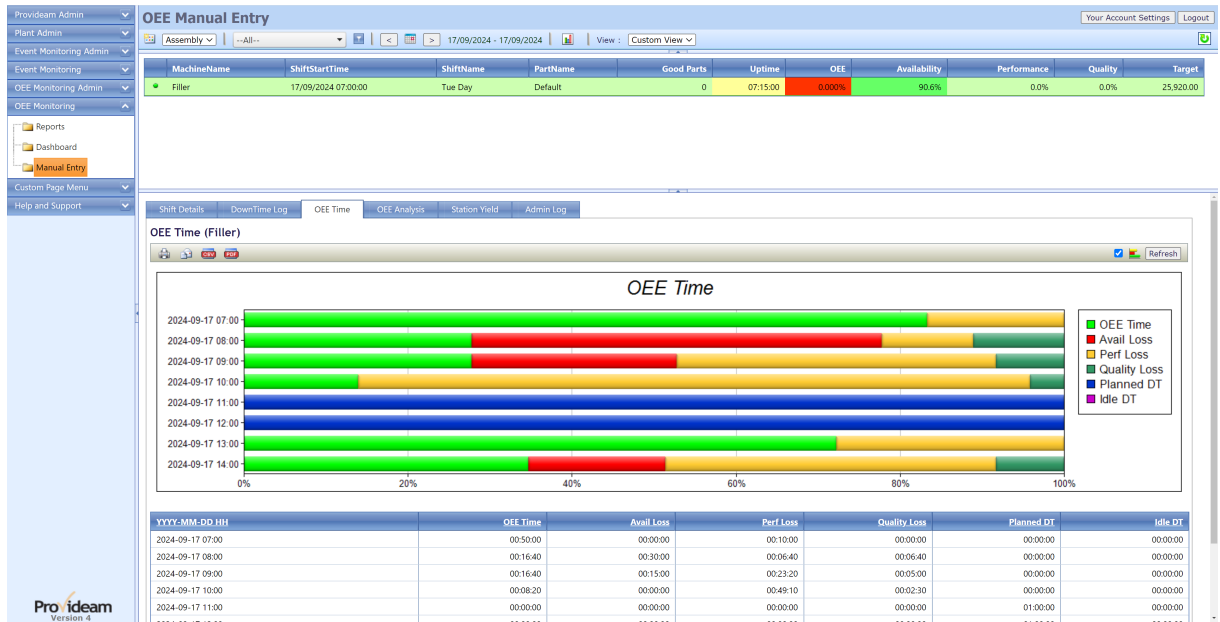 Provideam Admin
Plant Admin
Event Monitoring Admin
Event Monitoring
OEE Monitoring Admin
OEE Monitoring
Reports
Dashboard
Manual Entry
Custom Page Menu
Help and Support
Provideam
Version 4
OEE Manual Entry
Your Account Settings Logout
Assembly --All-- < > 17/09/2024 - 17/09/2024 View : Custom View
MachineName ShiftStartTime ShiftName PartName Good Parts Uptime OEE Availability Performance Quality Target
Filler 17/09/2024 07:00:00 Tue Day Default 0 07:15:00 0.000% 90.6% 0.0% 0.0% 25,920.00
Shift Details DownTime Log OEE Time OEE Analysis Station Yield Admin Log
OEE Time (Filler)
CSV PDF Refresh
OEE Time
2024-09-17 07:00
2024-09-17 08:00
2024-09-17 09:00
2024-09-17 10:00
2024-09-17 11:00
2024-09-17 12:00
2024-09-17 13:00
2024-09-17 14:00
0% 20% 40% 60% 80% 100%
OEE Time
Avail Loss
Perf Loss
Quality Loss
Planned DT
Idle DT
YYYY-MM-DD HH OEE Time Avail Loss Perf Loss Quality Loss Planned DT Idle DT
2024-09-17 07:00 00:50:00 00:00:00 00:10:00 00:00:00 00:00:00 00:00:00
2024-09-17 08:00 00:16:40 00:30:00 00:06:40 00:06:40 00:00:00 00:00:00
2024-09-17 09:00 00:16:40 00:15:00 00:23:20 00:05:00 00:00:00 00:00:00
2024-09-17 10:00 00:08:20 00:00:00 00:49:10 00:02:30 00:00:00 00:00:00
2024-09-17 11:00 00:00:00 00:00:00 00:00:00 00:00:00 01:00:00 00:00:00